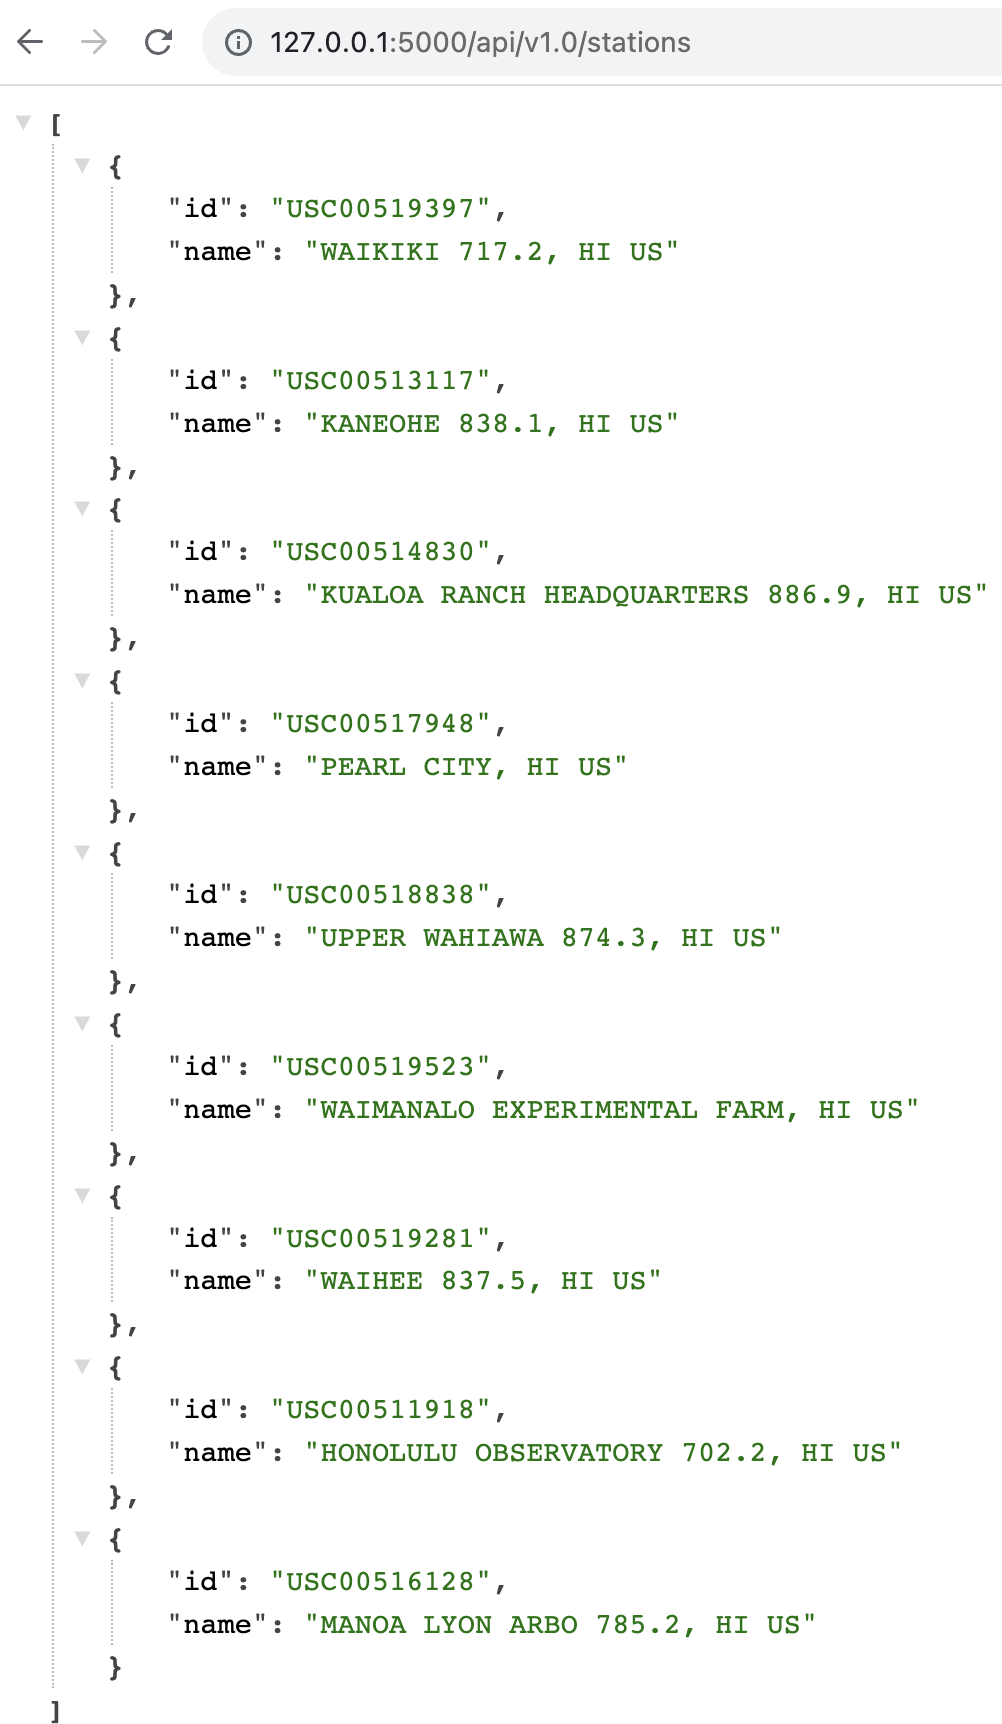 127.0.0.1:5000/api/v1.0/stations
[
{
"id": "USC00519397",
"name": "WAIKIKI 717.2, HI US"
},
{
"id": "USC00513117",
"name": "KANEOHE 838.1, HI US"
},
{
"id": "USC00514830",
"name": "KUALOA RANCH HEADQUARTERS 886.9, HI US"
},
{
"id": "USC00517948",
"name": "PEARL CITY, HI US"
},
{
"id": "USC00518838",
"name": "UPPER WAHIAWA 874.3, HI US"
},
{
"id": "USC00519523",
"name": "WAIMANALO EXPERIMENTAL FARM, HI US"
},
{
"id": "USC00519281",
"name": "WAIHEE 837.5, HI US"
},
{
"id": "USC00511918",
"name": "HONOLULU OBSERVATORY 702.2, HI US"
},
{
"id": "USC00516128",
"name": "MANOA LYON ARBO 785.2, HI US"
}
]